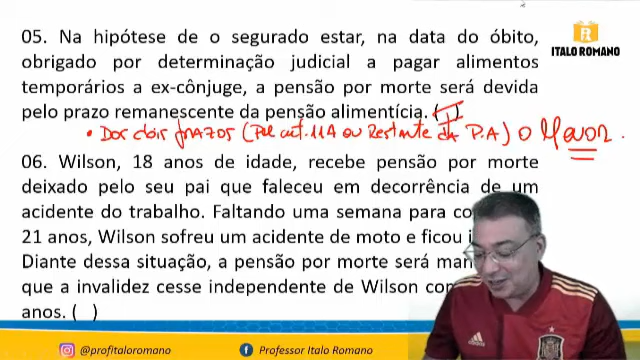 ITALO ROMANO
05. Na hipótese de o segurado estar, na data do óbito,
obrigado por determinação judicial a pagar alimentos
temporários a ex-cônjuge, a pensão por morte será devida
pelo prazo remanescente da pensão alimentícia. ( )
• Dos dois prazos (Pel art. 114 ou Restante da P.A) o Menor.
06. Wilson, 18 anos de idade, recebe pensão por morte
deixado pelo seu pai que faleceu em decorrência de um
acidente do trabalho. Faltando uma semana para co
21 anos, Wilson sofreu um acidente de moto e ficou i
Diante dessa situação, a pensão por morte será man
que a invalidez cesse independente de Wilson com
anos. ( )
@profitaloromano
Professor Italo Romano